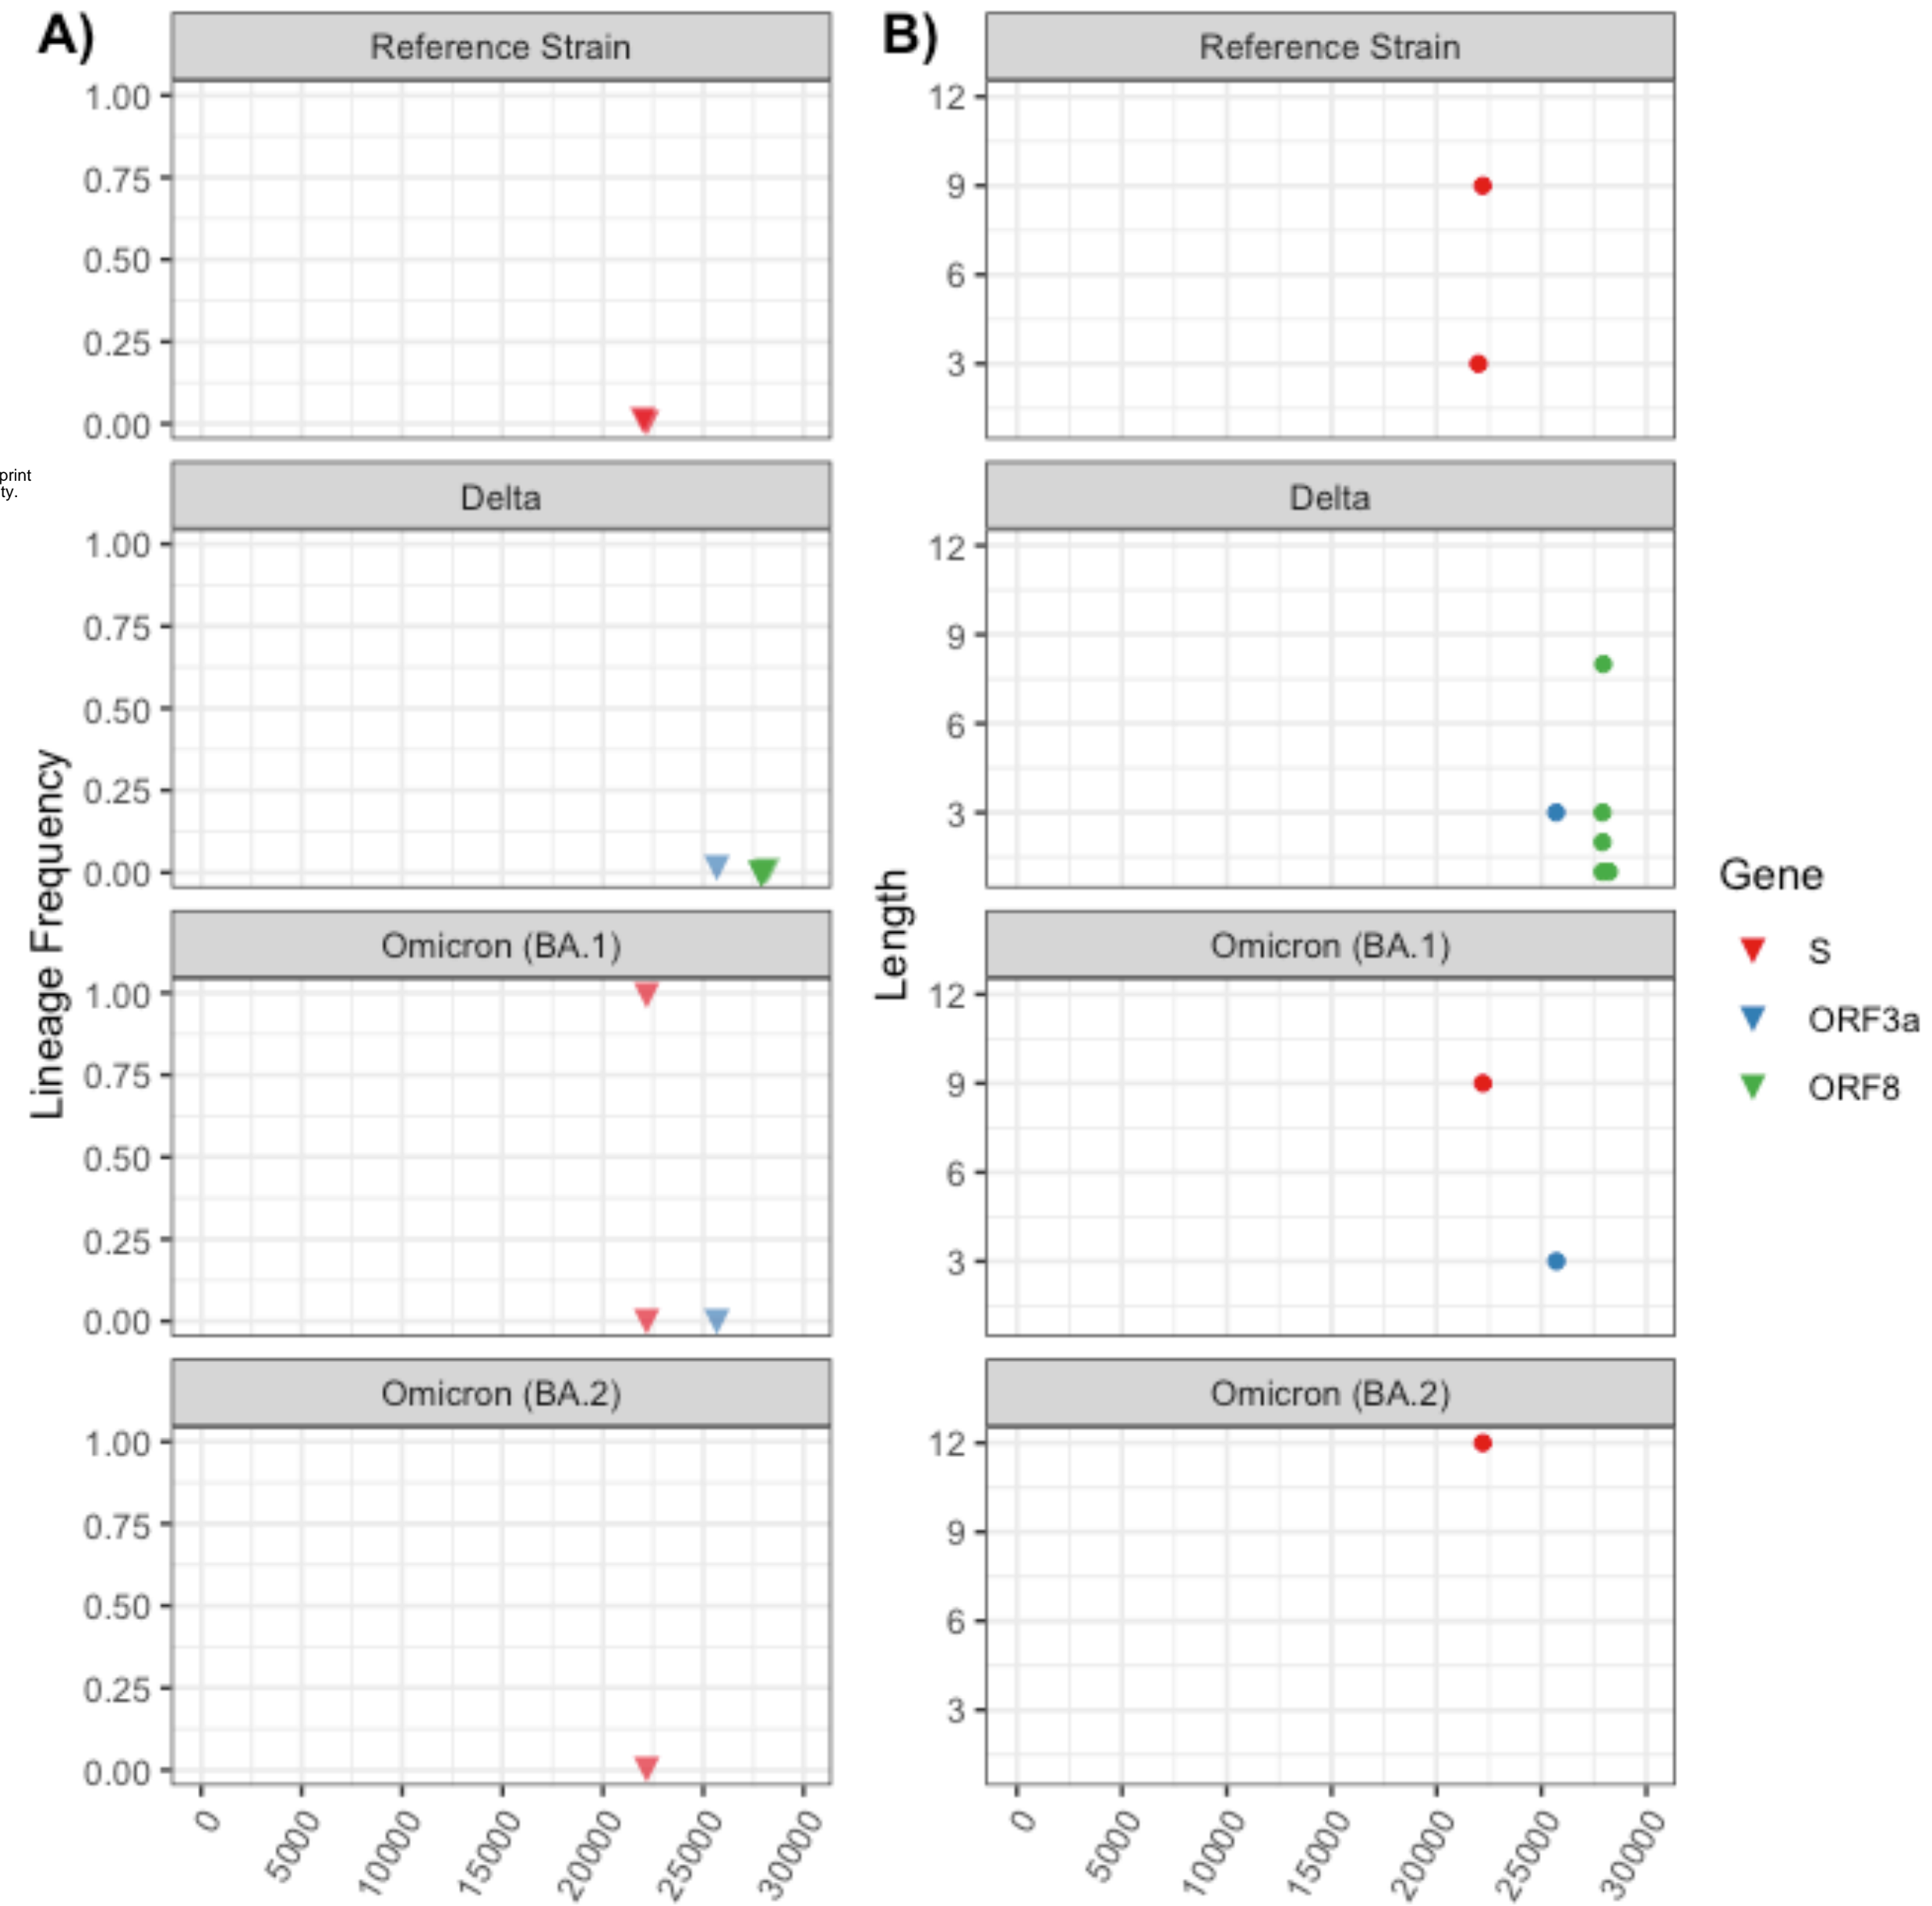 A)
Reference Strain
1.00
0.75
0.50
0.25
0.00
print
ty.
Delta
1.00
0.75
0.50
0.25
0.00
Omicron (BA.1)
1.00
0.75
0.50
0.25
0.00
Omicron (BA.2)
1.00
0.75
0.50
0.25
0.00
Lineage Frequency
0
5000
10000
15000
20000
25000
30000
B)
Reference Strain
12
9
6
3
Delta
12
9
6
3
Omicron (BA.1)
12
9
6
3
Omicron (BA.2)
12
9
6
3
Length
0
5000
10000
15000
20000
25000
30000
Gene
S
ORF3a
ORF8